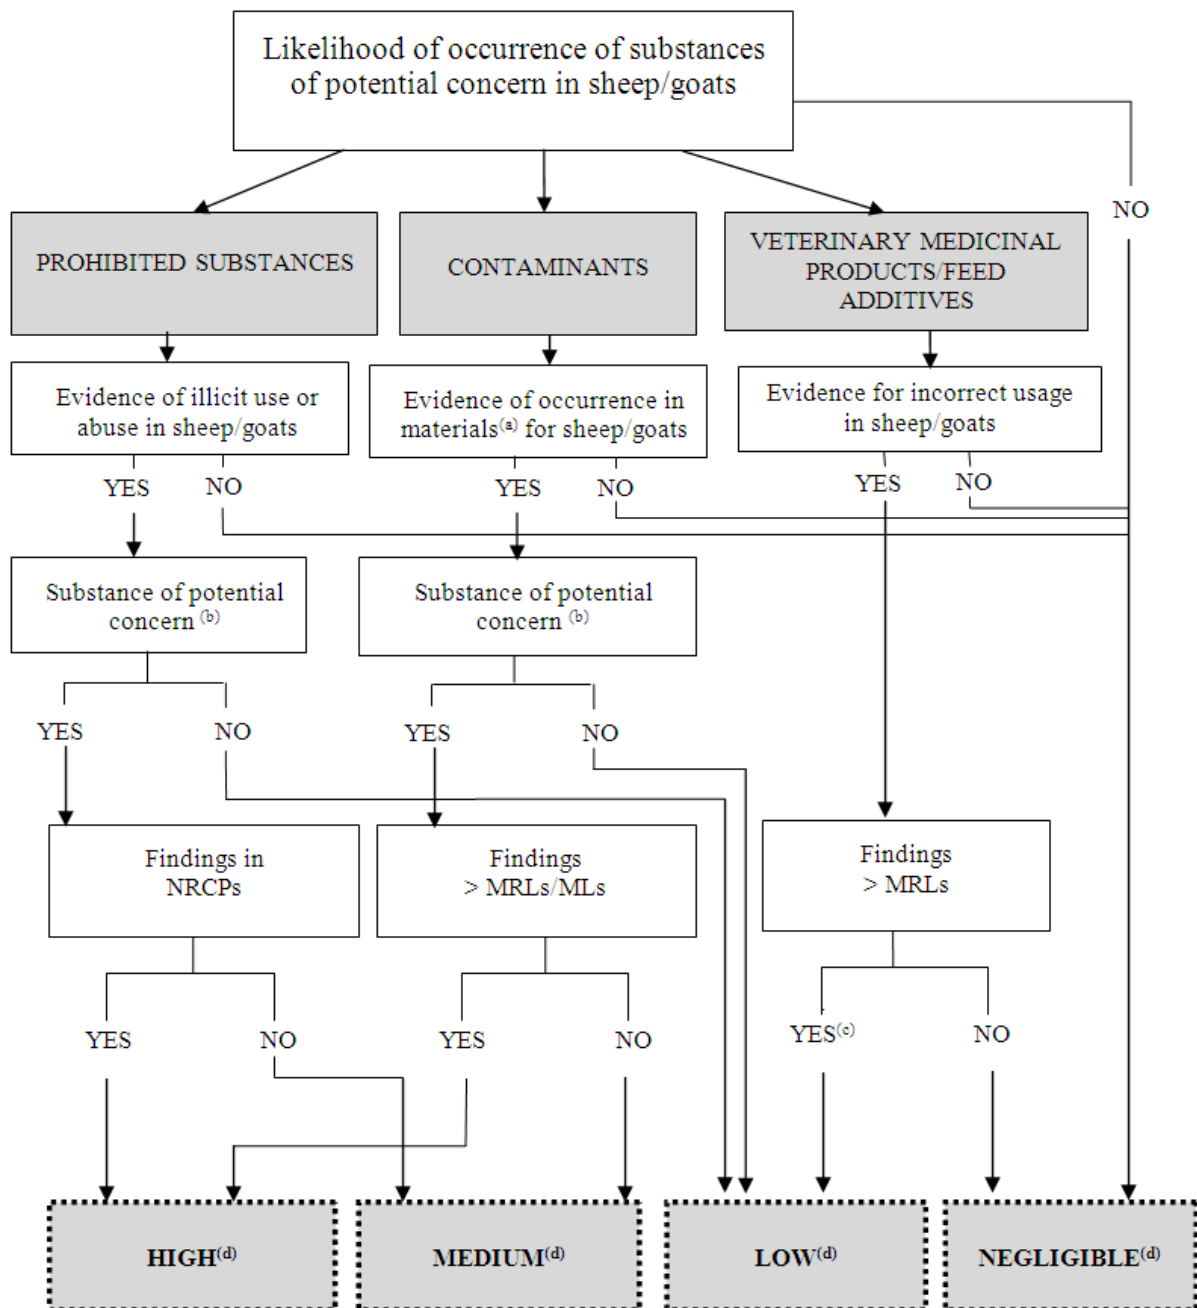 Likelihood of occurrence of substances
of potential concern in sheep/goats
NO
PROHIBITED SUBSTANCES
CONTAMINANTS
VETERINARY MEDICINAL
PRODUCTS/FEED
ADDITIVES
Evidence of illicit use or
abuse in sheep/goats
Evidence of occurrence in
materials(a) for sheep/goats
Evidence for incorrect usage
in sheep/goats
YES
NO
YES
NO
YES
NO
Substance of potential
concern (b)
Substance of potential
concern (b)
YES
NO
YES
NO
Findings in
NRCPs
Findings
> MRLs/MLs
Findings
> MRLs
YES
NO
YES
NO
YES(c)
NO
HIGH(d)
MEDIUM(d)
LOW(d)
NEGLIGIBLE(d)